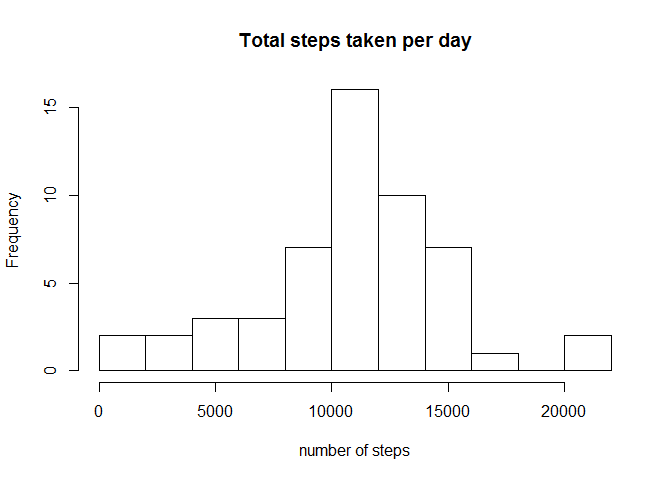 Total steps taken per day
Frequency
15
10
5
0
0 5000 10000 15000 20000
number of steps